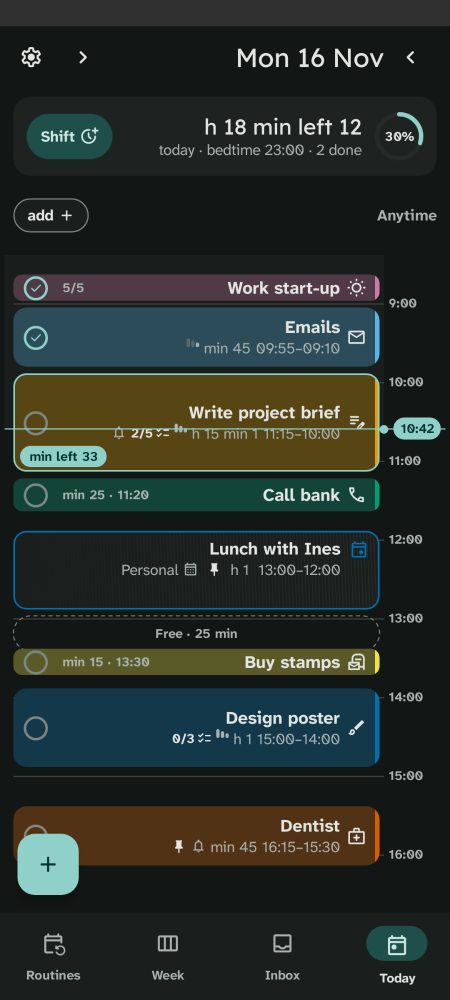 Mon 16 Nov
Shift
h 18 min left 12
today · bedtime 23:00 · 2 done
30%
add +
Anytime
5/5
Work start-up
9:00
Emails
min 45 09:55–09:10
10:00
Write project brief
2/5 h 15 min 1 11:15–10:00
10:42
min left 33
11:00
min 25 · 11:20
Call bank
12:00
Lunch with Ines
Personal h 1 13:00–12:00
13:00
Free · 25 min
min 15 · 13:30
Buy stamps
14:00
Design poster
0/3 h 1 15:00–14:00
15:00
Dentist
min 45 16:15–15:30
16:00
+
Routines
Week
Inbox
Today